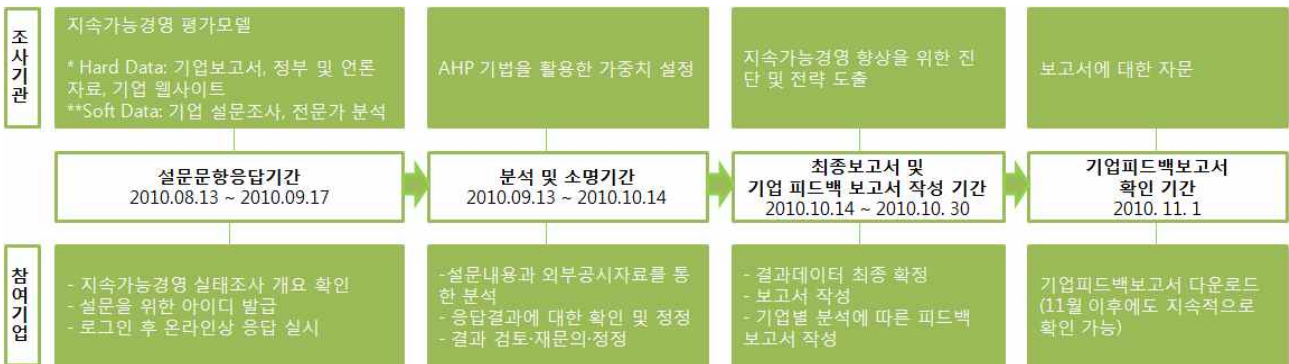 조사기관
지속가능경영 평가모델
* Hard Data: 기업보고서, 정부 및 언론
자료, 기업 웹사이트
**Soft Data: 기업 설문조사, 전문가 분석
AHP 기법을 활용한 가중치 설정
지속가능경영 향상을 위한 진
단 및 전략 도출
보고서에 대한 자문
설문문항응답기간
2010.08.13 ~ 2010.09.17
분석 및 소명기간
2010.09.13 ~ 2010.10.14
최종보고서 및
기업 피드백 보고서 작성 기간
2010.10.14 ~ 2010.10. 30
기업피드백보고서
확인 기간
2010. 11. 1
참여기업
- 지속가능경영 실태조사 개요 확인
- 설문을 위한 아이디 발급
- 로그인 후 온라인상 응답 실시
-설문내용과 외부공시자료를 통
한 분석
- 응답결과에 대한 확인 및 정정
- 결과 검토·재문의·정정
- 결과데이터 최종 확정
- 보고서 작성
- 기업별 분석에 따른 피드백
보고서 작성
기업피드백보고서 다운로드
(11월 이후에도 지속적으로
확인 가능)